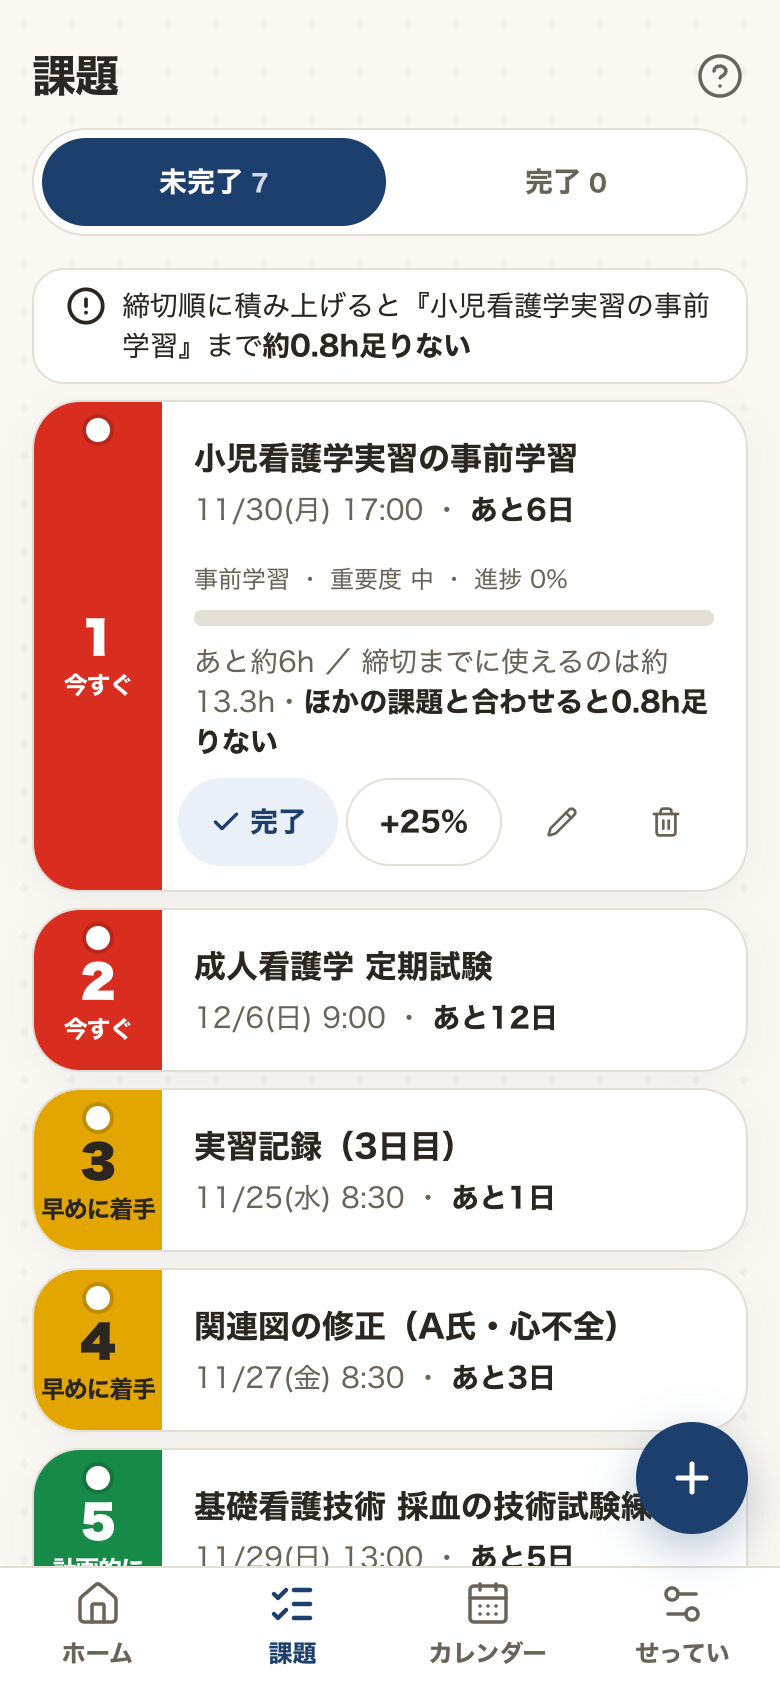 課題
未完了 7
完了 0
締切順に積み上げると『小児看護学実習の事前
学習』まで約0.8h足りない
1
今すぐ
小児看護学実習の事前学習
11/30(月) 17:00 ・ あと6日
事前学習 ・ 重要度 中 ・ 進捗 0%
あと約6h ／ 締切までに使えるのは約
13.3h・ほかの課題と合わせると0.8h足
りない
完了
+25%
2
今すぐ
成人看護学 定期試験
12/6(日) 9:00 ・ あと12日
3
早めに着手
実習記録（3日目）
11/25(水) 8:30 ・ あと1日
4
早めに着手
関連図の修正（A氏・心不全）
11/27(金) 8:30 ・ あと3日
5
計画的に
基礎看護技術 採血の技術試験練
11/29(日) 13:00 ・ あと5日
ホーム
課題
カレンダー
せってい